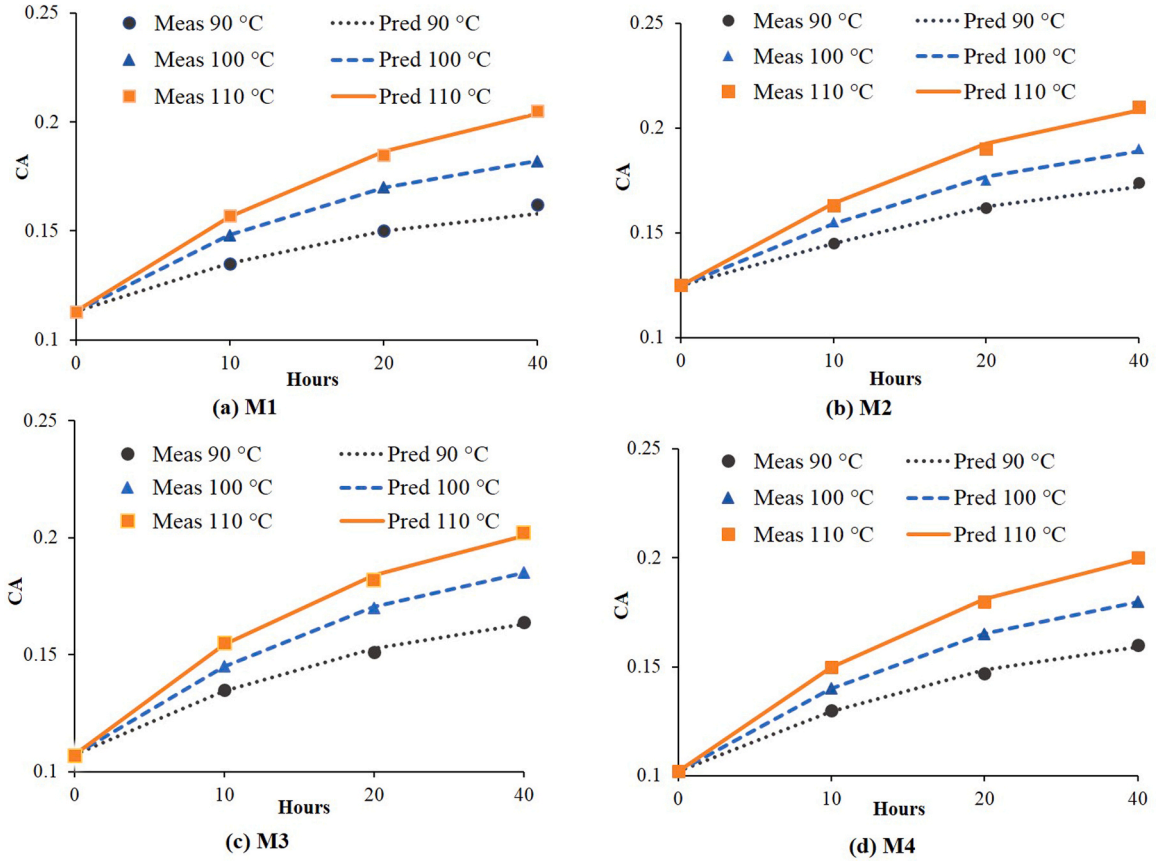 0.25
Meas 90 °C
Pred 90 °C
Meas 100 °C
Pred 100 °C
Meas 110 °C
Pred 110 °C
0.2
CA
0.15
0.1
0 10 20 40
Hours
(a) M1
0.25
Meas 90 °C
Pred 90 °C
Meas 100 °C
Pred 100 °C
Meas 110 °C
Pred 110 °C
0.2
CA
0.15
0.1
0 10 20 40
Hours
(b) M2
0.25
Meas 90 °C
Pred 90 °C
Meas 100 °C
Pred 100 °C
Meas 110 °C
Pred 110 °C
0.2
CA
0.15
0.1
0 10 20 40
Hours
(c) M3
0.25
Meas 90 °C
Pred 90 °C
Meas 100 °C
Pred 100 °C
Meas 110 °C
Pred 110 °C
0.2
CA
0.15
0.1
0 10 20 40
Hours
(d) M4